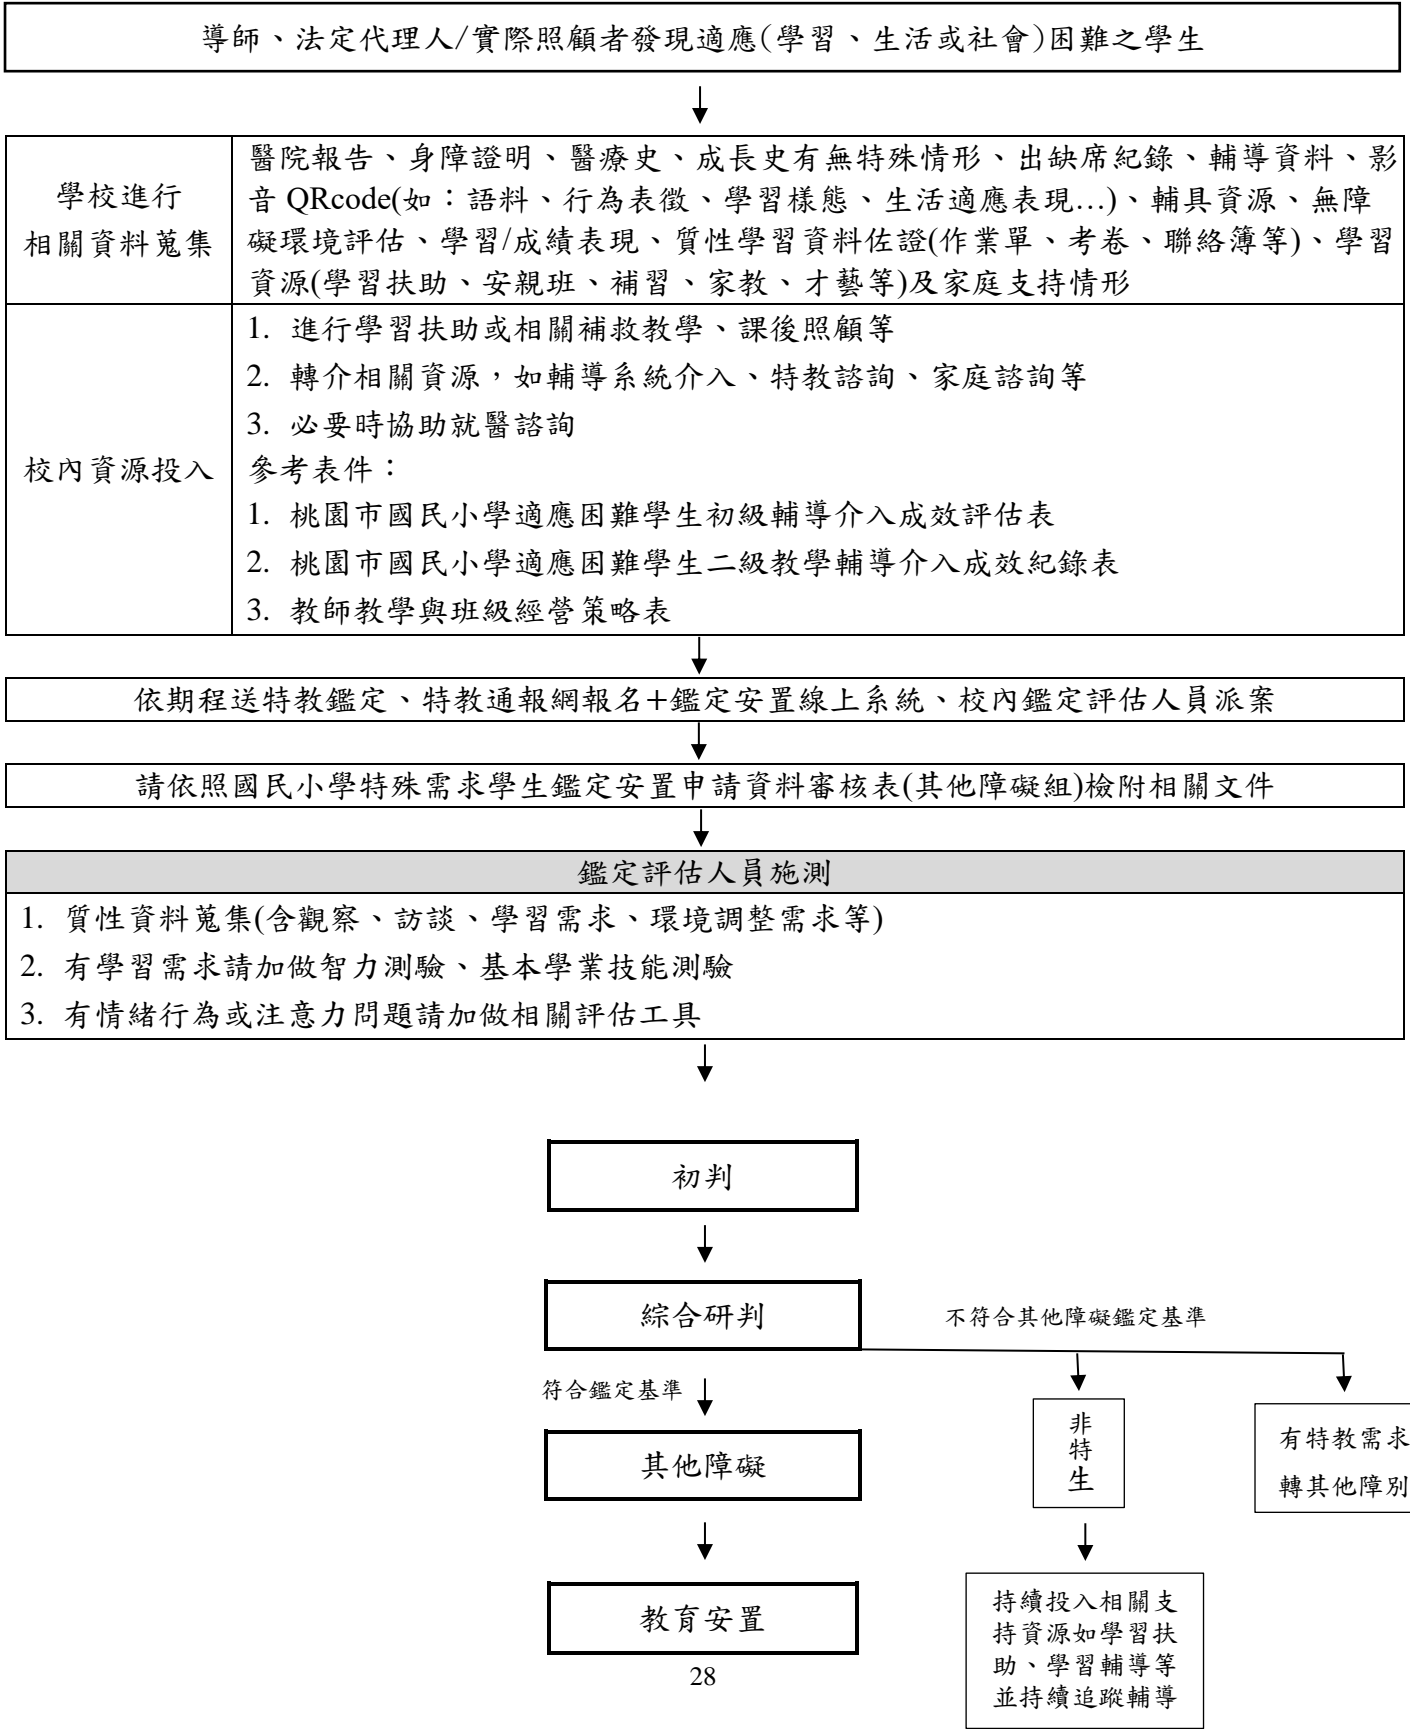 導師、法定代理人/實際照顧者發現適應(學習、生活或社會)困難之學生
學校進行
相關資料蒐集
醫院報告、身障證明、醫療史、成長史有無特殊情形、出缺席紀錄、輔導資料、影
音 QRcode(如：語料、行為表徵、學習樣態、生活適應表現…)、輔具資源、無障
礙環境評估、學習/成績表現、質性學習資料佐證(作業單、考卷、聯絡簿等)、學習
資源(學習扶助、安親班、補習、家教、才藝等)及家庭支持情形
校內資源投入
1. 進行學習扶助或相關補救教學、課後照顧等
2. 轉介相關資源，如輔導系統介入、特教諮詢、家庭諮詢等
3. 必要時協助就醫諮詢
參考表件：
1. 桃園市國民小學適應困難學生初級輔導介入成效評估表
2. 桃園市國民小學適應困難學生二級教學輔導介入成效紀錄表
3. 教師教學與班級經營策略表
依期程送特教鑑定、特教通報網報名+鑑定安置線上系統、校內鑑定評估人員派案
請依照國民小學特殊需求學生鑑定安置申請資料審核表(其他障礙組)檢附相關文件
鑑定評估人員施測
1. 質性資料蒐集(含觀察、訪談、學習需求、環境調整需求等)
2. 有學習需求請加做智力測驗、基本學業技能測驗
3. 有情緒行為或注意力問題請加做相關評估工具
初判
綜合研判
不符合其他障礙鑑定基準
符合鑑定基準
其他障礙
非
特
生
有特教需求
轉其他障別
教育安置
持續投入相關支
持資源如學習扶
助、學習輔導等
並持續追蹤輔導
28